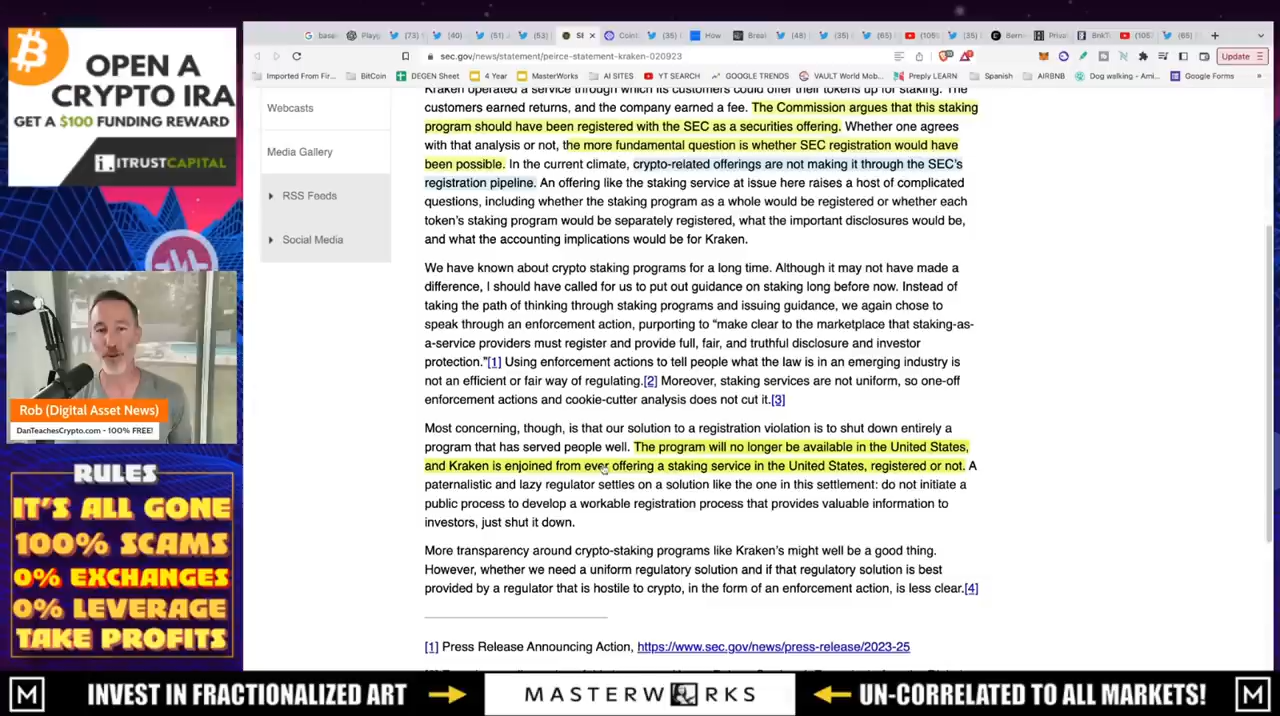 OPEN A
CRYPTO IRA
GET A $100 FUNDING REWARD
ITRUSTCAPITAL
Rob (Digital Asset News)
DanTeachesCrypto.com - 100% FREE!
RULES
IT'S ALL GONE
100% SCAMS
0% EXCHANGES
0% LEVERAGE
TAKE PROFITS
sec.gov/news/statement/peirce-statement-kraken-020923
Update
Imported From Fir...
BitCoin
DEGEN Sheet
4 Year
MasterWorks
AI SITES
YT SEARCH
GOOGLE TRENDS
VAULT World Mob...
Preply LEARN
Spanish
AIRBNB
Dog walking - Ami...
Google Forms
Webcasts
Media Gallery
RSS Feeds
Social Media
Kraken operated a service through which its customers could offer their tokens up for staking. The
customers earned returns, and the company earned a fee. The Commission argues that this staking
program should have been registered with the SEC as a securities offering. Whether one agrees
with that analysis or not, the more fundamental question is whether SEC registration would have
been possible. In the current climate, crypto-related offerings are not making it through the SEC's
registration pipeline. An offering like the staking service at issue here raises a host of complicated
questions, including whether the staking program as a whole would be registered or whether each
token's staking program would be separately registered, what the important disclosures would be,
and what the accounting implications would be for Kraken.
We have known about crypto staking programs for a long time. Although it may not have made a
difference, I should have called for us to put out guidance on staking long before now. Instead of
taking the path of thinking through staking programs and issuing guidance, we again chose to
speak through an enforcement action, purporting to “make clear to the marketplace that staking-as-
a-service providers must register and provide full, fair, and truthful disclosure and investor
protection.”[1] Using enforcement actions to tell people what the law is in an emerging industry is
not an efficient or fair way of regulating.[2] Moreover, staking services are not uniform, so one-off
enforcement actions and cookie-cutter analysis does not cut it.[3]
Most concerning, though, is that our solution to a registration violation is to shut down entirely a
program that has served people well. The program will no longer be available in the United States,
and Kraken is enjoined from ever offering a staking service in the United States, registered or not. A
paternalistic and lazy regulator settles on a solution like the one in this settlement: do not initiate a
public process to develop a workable registration process that provides valuable information to
investors, just shut it down.
More transparency around crypto-staking programs like Kraken's might well be a good thing.
However, whether we need a uniform regulatory solution and if that regulatory solution is best
provided by a regulator that is hostile to crypto, in the form of an enforcement action, is less clear.[4]
[1] Press Release Announcing Action, https://www.sec.gov/news/press-release/2023-25
M INVEST IN FRACTIONALIZED ART
MASTERWORKS
UN-CORRELATED TO ALL MARKETS! M